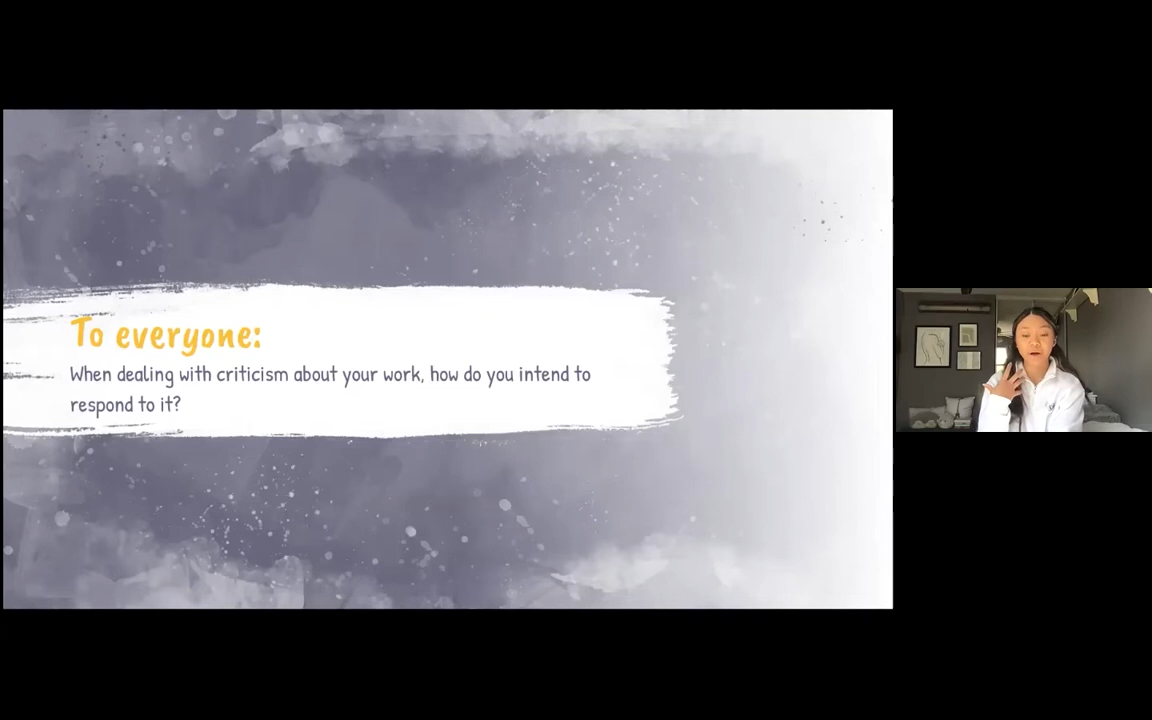 To everyone:
When dealing with criticism about your work, how do you intend to
respond to it?